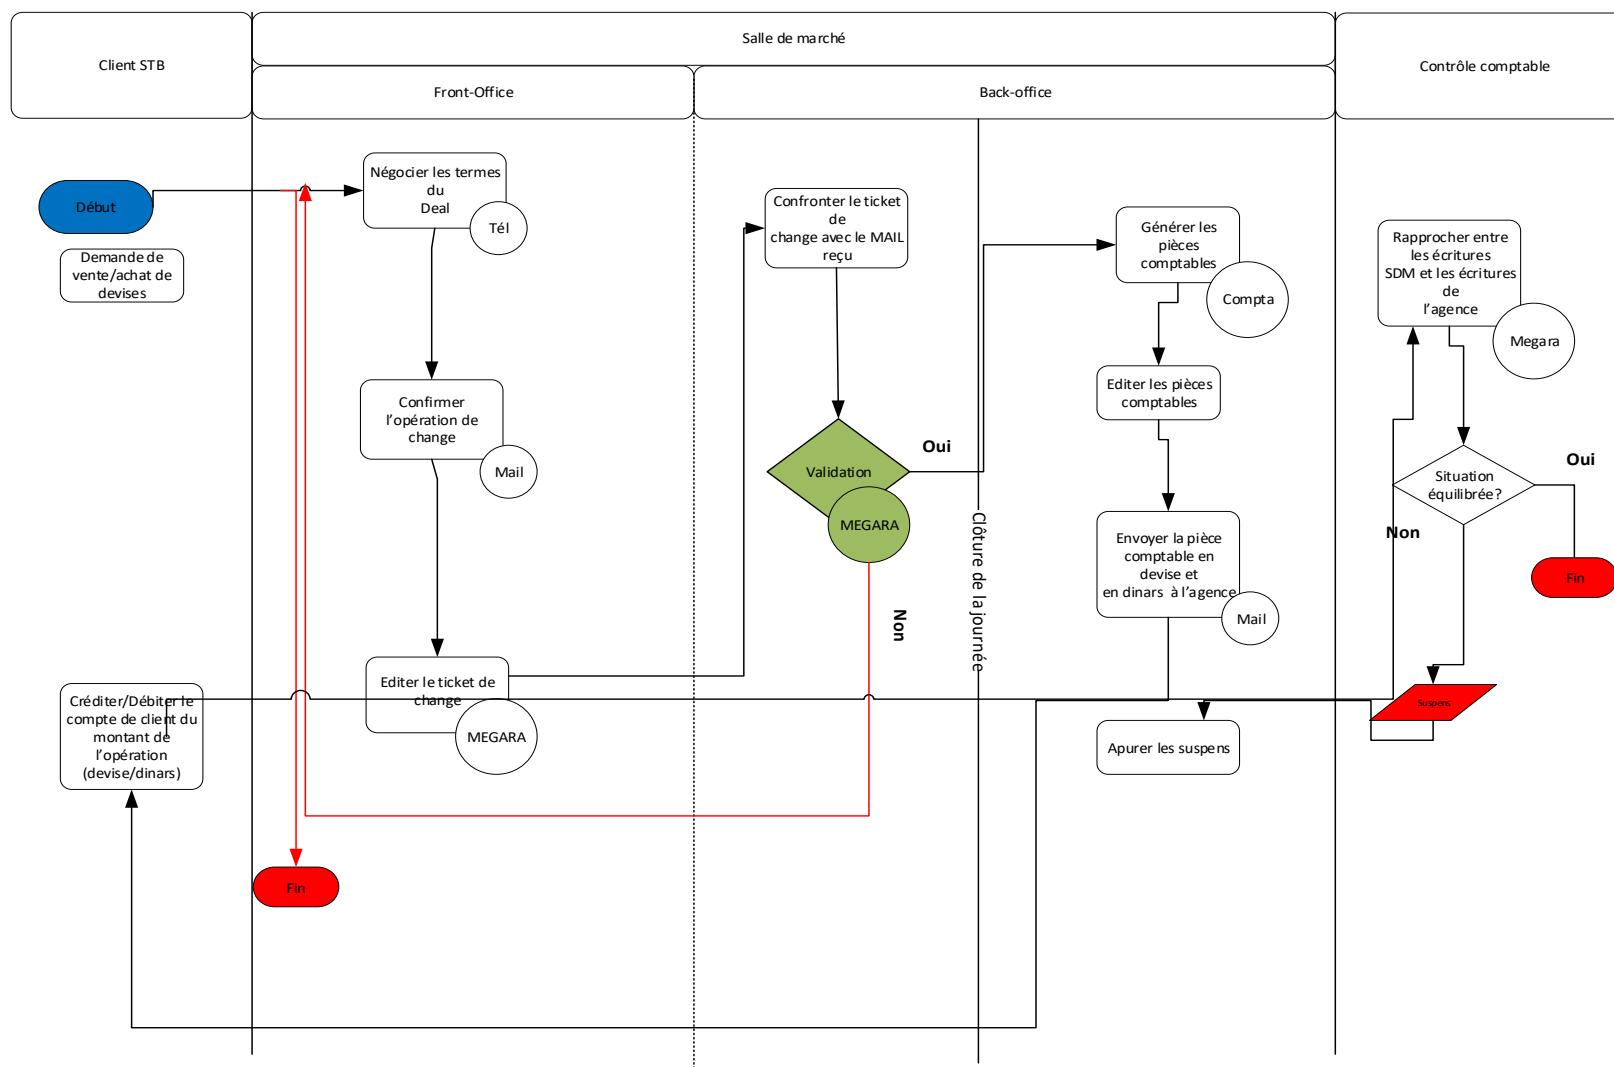 Client STB
Salle de marché
Contrôle comptable
Front-Office
Back-office
Début
Demande de
vente/achat de
devises
Négocier les termes
du
Deal
Tél
Confirmer
l’opération de
change
Mail
Editer le ticket de
change
MEGARA
Créditer/Débiter le
compte de client du
montant de
l’opération
(devise/dinars)
Fin
Confronter le ticket
de
change avec le MAIL
reçu
Validation
MEGARA
Oui
Non
Clôture de la journée
Générer les
pièces
comptables
Compta
Editer les pièces
comptables
Envoyer la pièce
comptable en
devise et
en dinars à l’agence
Mail
Apurer les suspens
Rapprocher entre
les écritures
SDM et les écritures
de
l’agence
Megara
Situation
équilibrée?
Oui
Non
Fin
Suspens